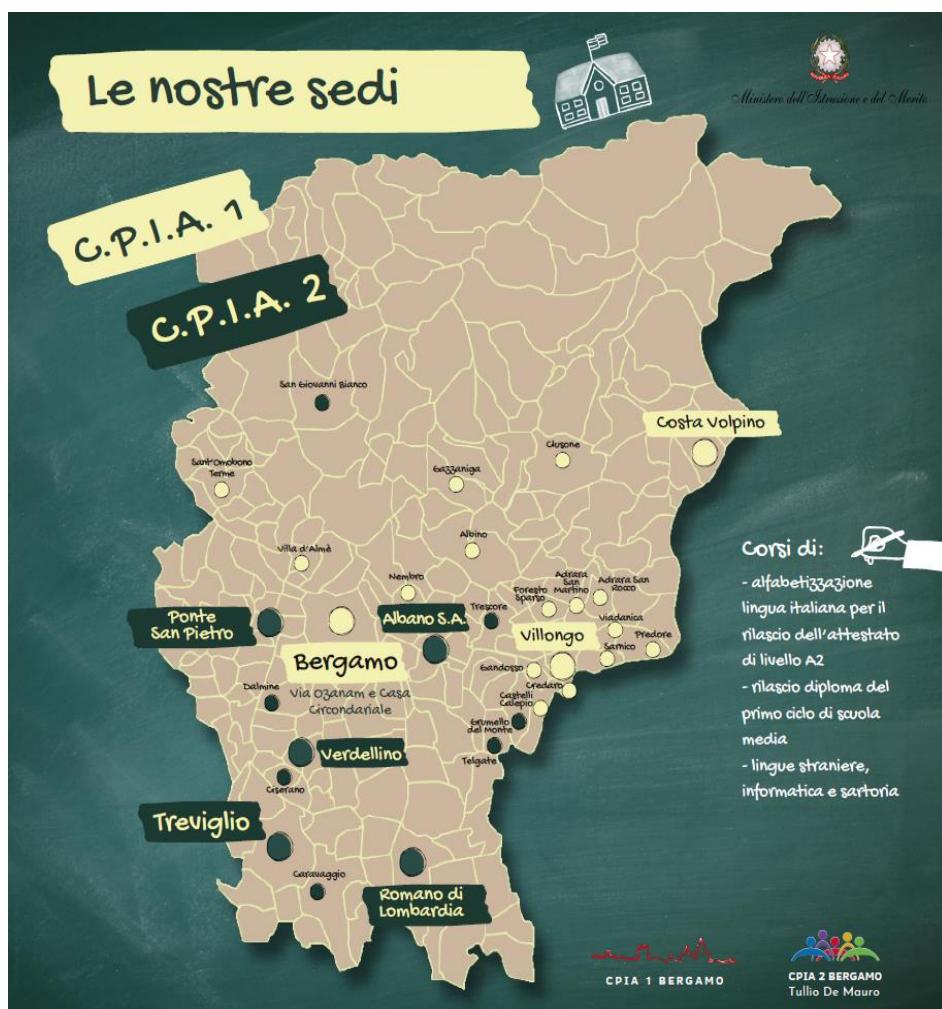 Le nostre sedi
Ministero dell'Istruzione e del Merito
C.P.I.A. 1
C.P.I.A. 2
San Giovanni Bianco
Costa Volpino
Clusone
Sant'Omobono
Terme
Gazzaniga
Albino
Villa d'Almè
Nembro
Ponte
San Pietro
Albano S.A.
Trescore
Foresto
Sparso
Adrara
San
Martino
Adrara San
Rocco
Viadanica
Predore
Sarnico
Villongo
Bergamo
Via Ozanam e Casa
Circondariale
Gandosso
Credaro
Castelli
Calepio
Dalmine
Grumello
del Monte
Telgate
Verdellino
Ciserano
Treviglio
Caravaggio
Romano di
Lombardia
Corsi di:
- alfabetizzazione
lingua italiana per il
rilascio dell'attestato
di livello A2
- rilascio diploma del
primo ciclo di scuola
media
- lingue straniere,
informatica e sartoria
CPIA 1 BERGAMO
CPIA 2 BERGAMO
Tullio De Mauro